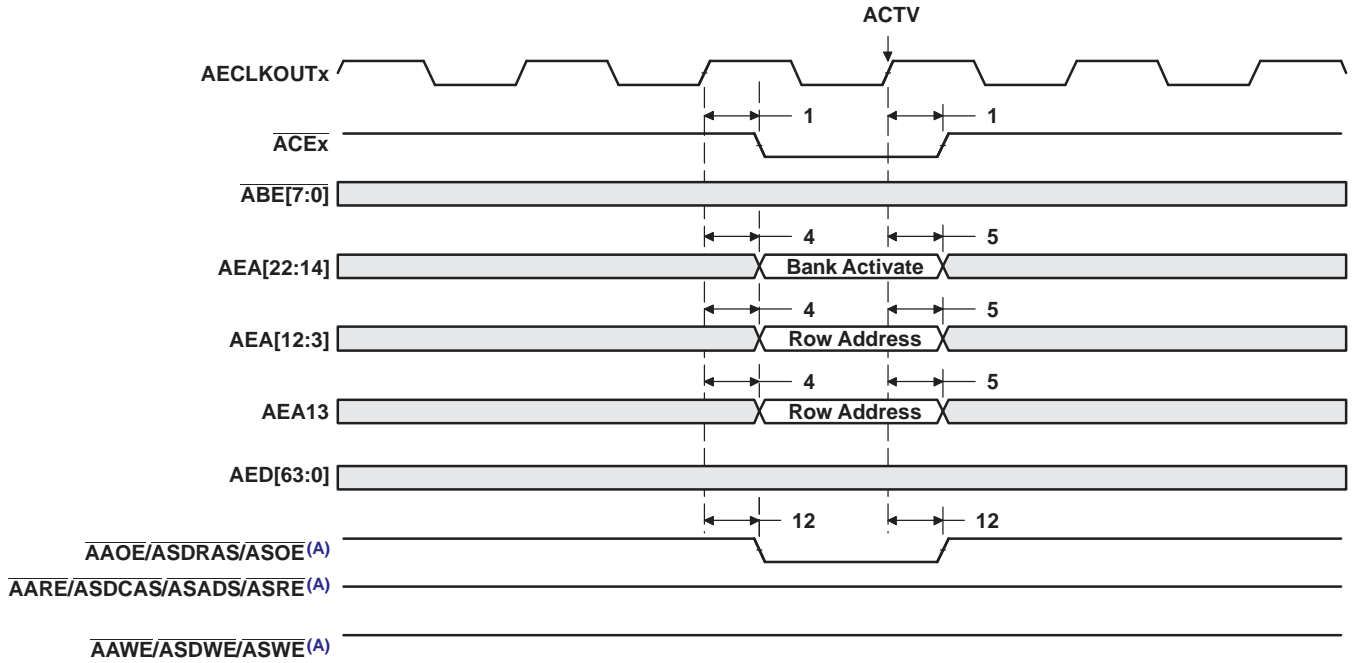 ACTV
AECLKOUTx
1 1
ACEx
ABE[7:0]
4 5
AEA[22:14] Bank Activate
4 5
AEA[12:3] Row Address
4 5
AEA13 Row Address
AED[63:0]
12 12
AAOE/ASDRAS/ASOE(A)
AARE/ASDCAS/ASADS/ASRE(A)
AAWE/ASDWE/ASWE(A)